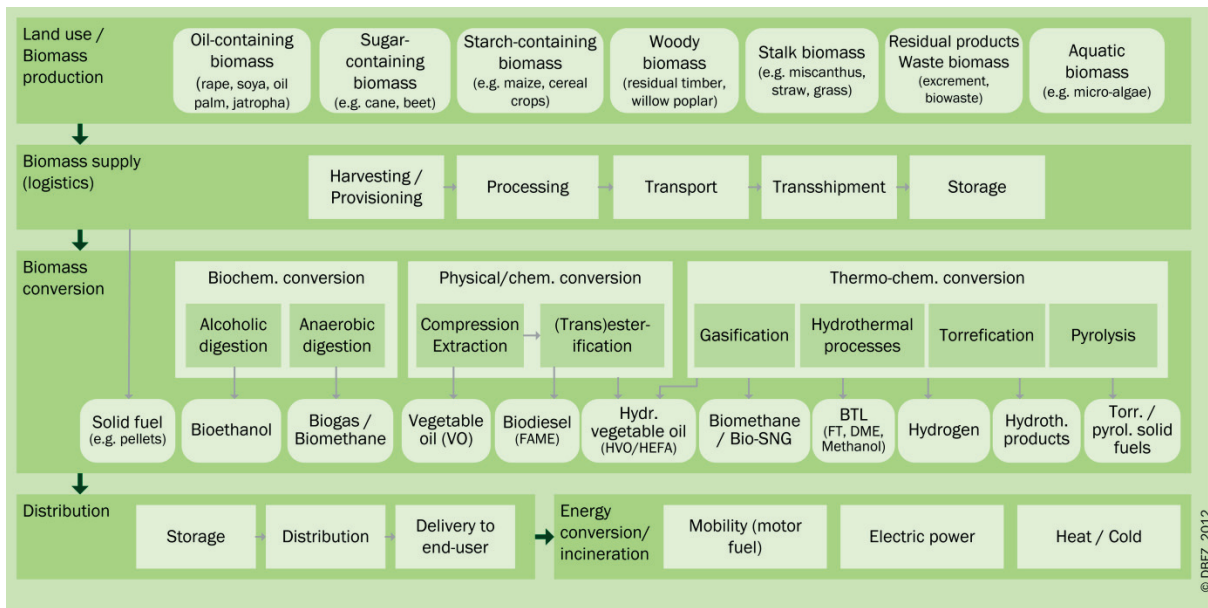 Land use /
Biomass
production
Oil-containing
biomass
(rape, soya, oil
palm, jatropha)
Sugar-
containing
biomass
(e.g. cane, beet)
Starch-containing
biomass
(e.g. maize, cereal
crops)
Woody
biomass
(residual timber,
willow poplar)
Stalk biomass
(e.g. miscanthus,
straw, grass)
Residual products
Waste biomass
(excrement,
biowaste)
Aquatic
biomass
(e.g. micro-algae)
Biomass supply
(logistics)
Harvesting /
Provisioning
Processing
Transport
Transshipment
Storage
Biomass
conversion
Biochem. conversion
Alcoholic
digestion
Anaerobic
digestion
Physical/chem. conversion
Compression
Extraction
(Trans)ester-
ification
Thermo-chem. conversion
Gasification
Hydrothermal
processes
Torrefication
Pyrolysis
Solid fuel
(e.g. pellets)
Bioethanol
Biogas /
Biomethane
Vegetable
oil (VO)
Biodiesel
(FAME)
Hydr.
vegetable oil
(HVO/HEFA)
Biomethane
/ Bio-SNG
BTL
(FT, DME,
Methanol)
Hydrogen
Hydroth.
products
Torr. /
pyrol. solid
fuels
Distribution
Storage
Distribution
Delivery to
end-user
Energy
conversion/
incineration
Mobility (motor
fuel)
Electric power
Heat / Cold
© DBFZ, 2012